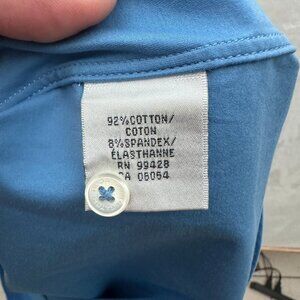 92%COTTON/
COTON
8%SPANDEX/
ÉLASTHANNE
RN 99428
CA 08064